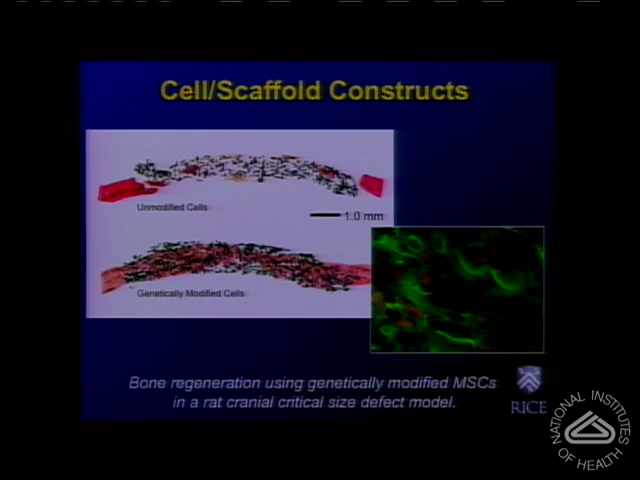 Cell/Scaffold Constructs
Unmodified Cells
1.0 mm
Genetically Modified Cells
Bone regeneration using genetically modified MSCs
in a rat cranial critical size defect model.
RICE
NATIONAL INSTITUTES
OF HEALTH